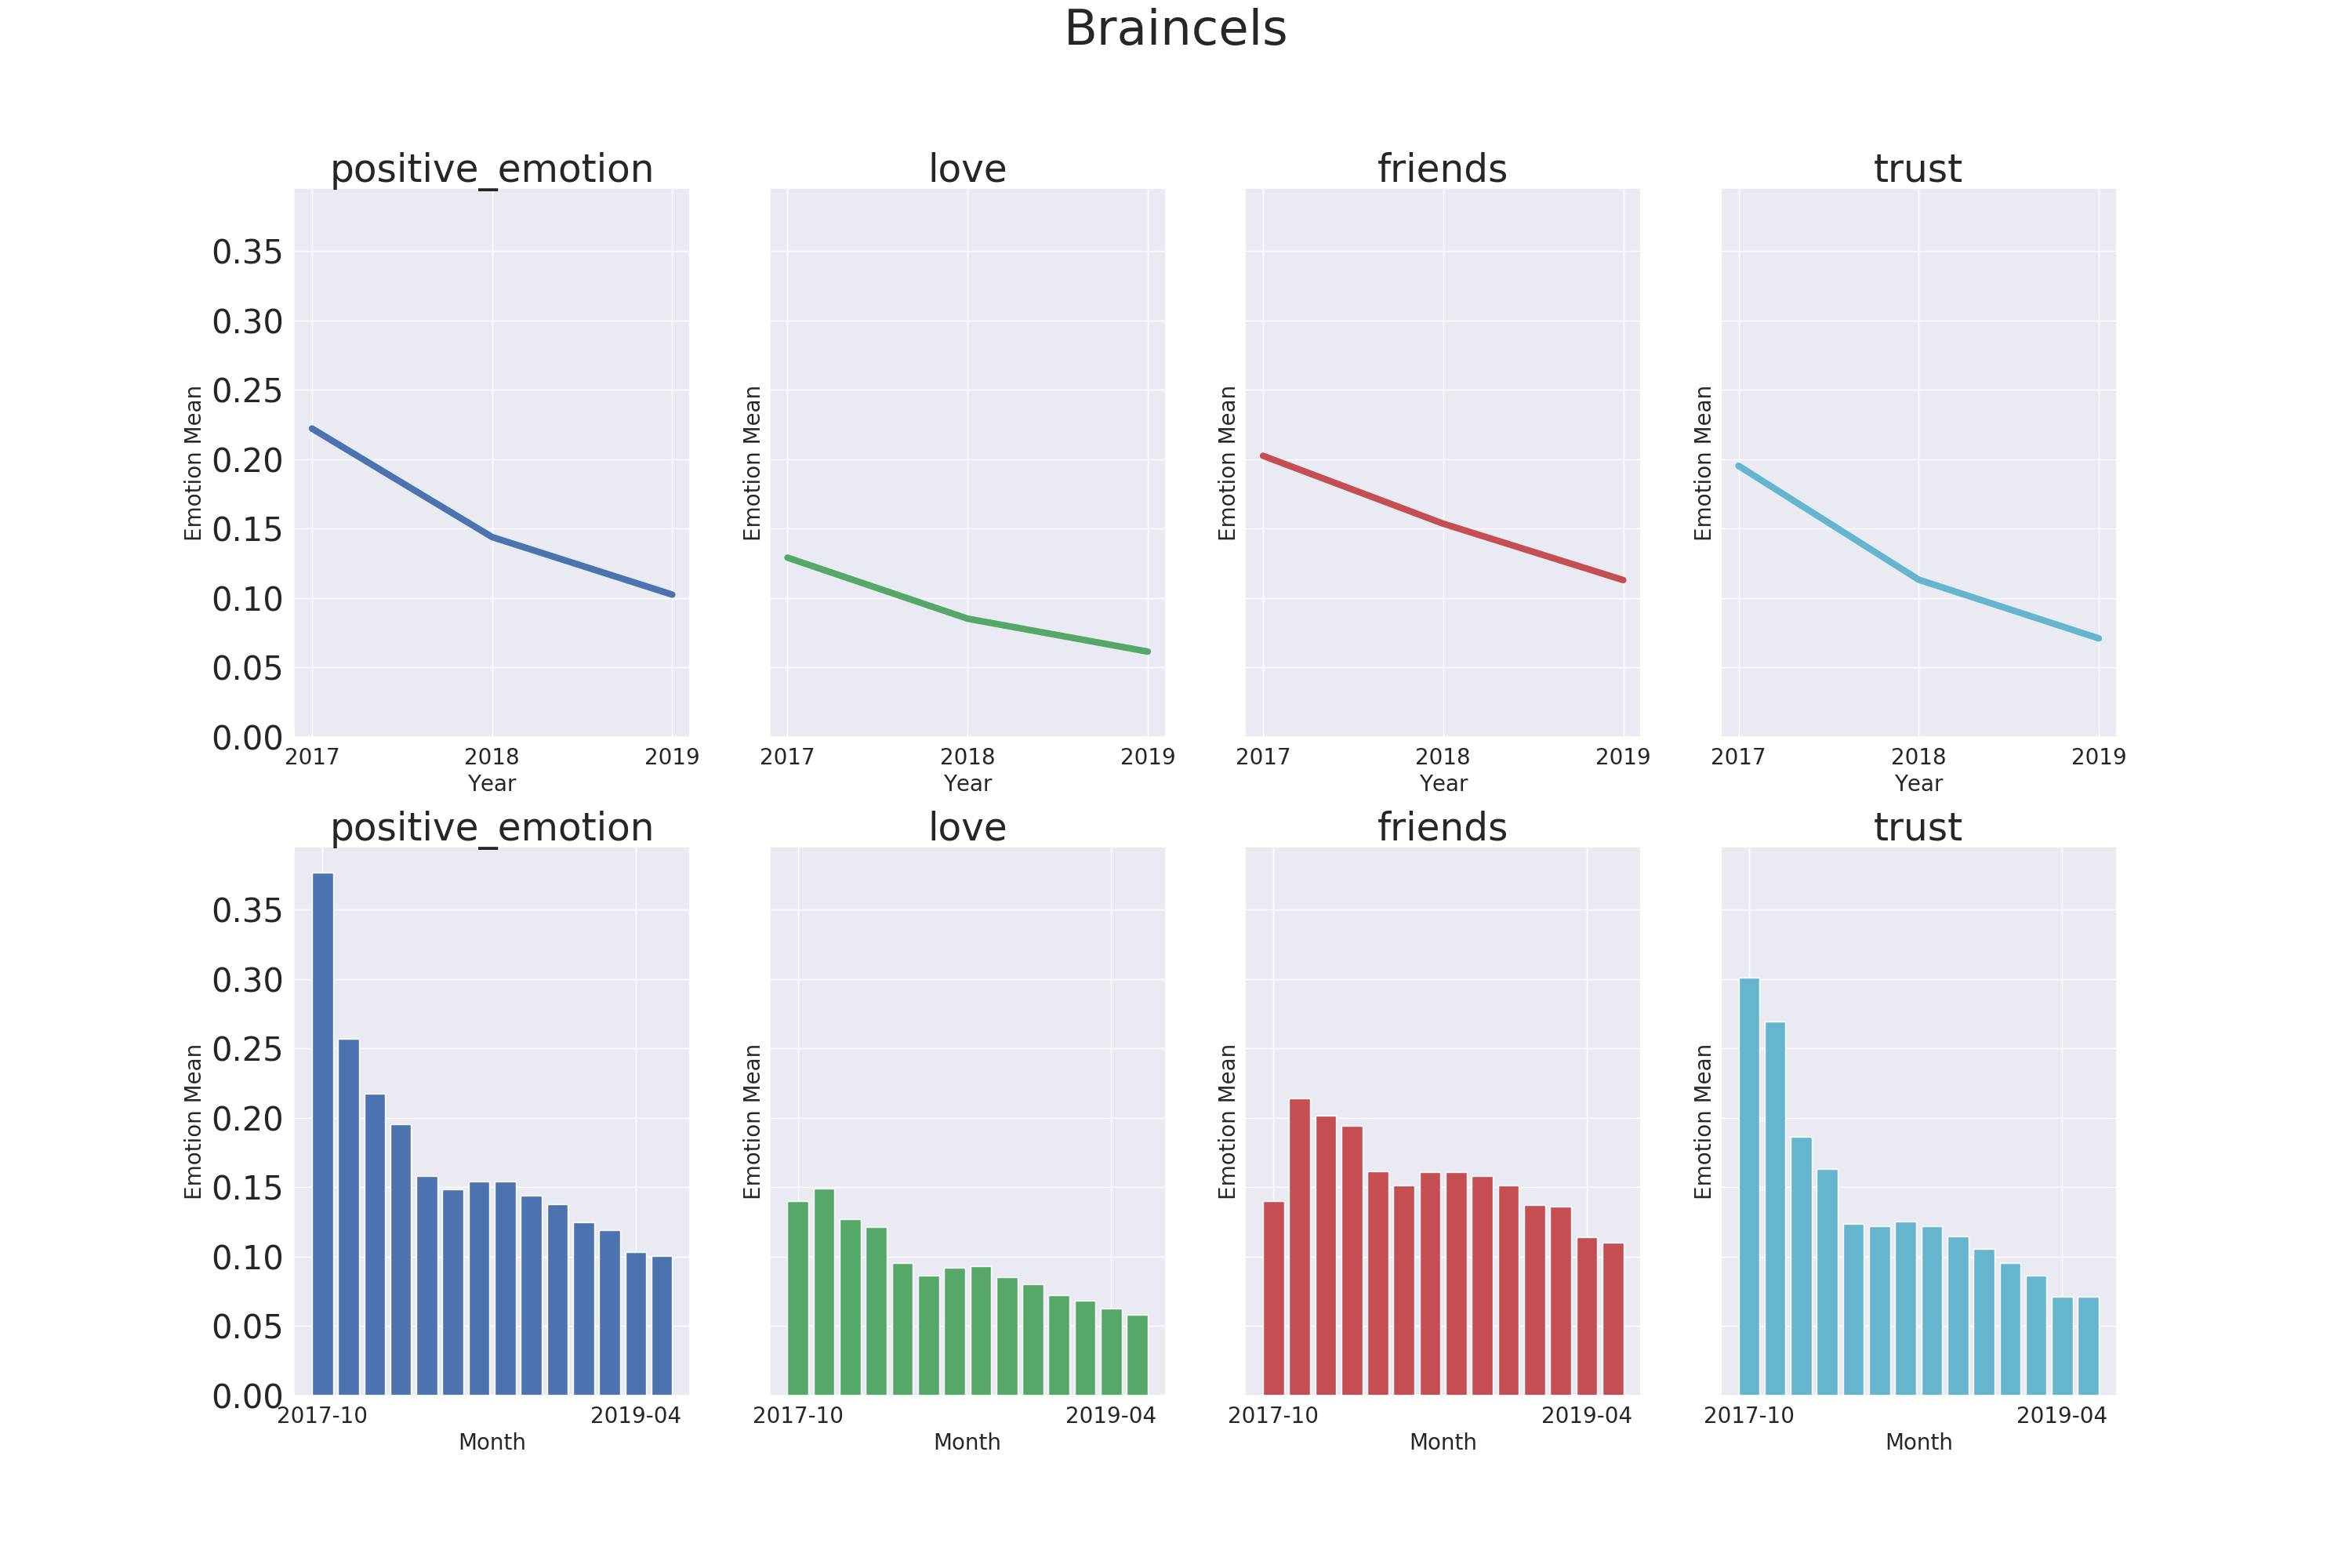 Braincels
positive_emotion love friends trust
0.35
0.30
0.25
0.20
0.15
0.10
0.05
0.00
Emotion Mean Emotion Mean Emotion Mean Emotion Mean
2017 2018 2019 2017 2018 2019 2017 2018 2019 2017 2018 2019
Year Year Year Year
positive_emotion love friends trust
0.35
0.30
0.25
0.20
0.15
0.10
0.05
0.00
Emotion Mean Emotion Mean Emotion Mean Emotion Mean
2017-10 2019-04 2017-10 2019-04 2017-10 2019-04 2017-10 2019-04
Month Month Month Month